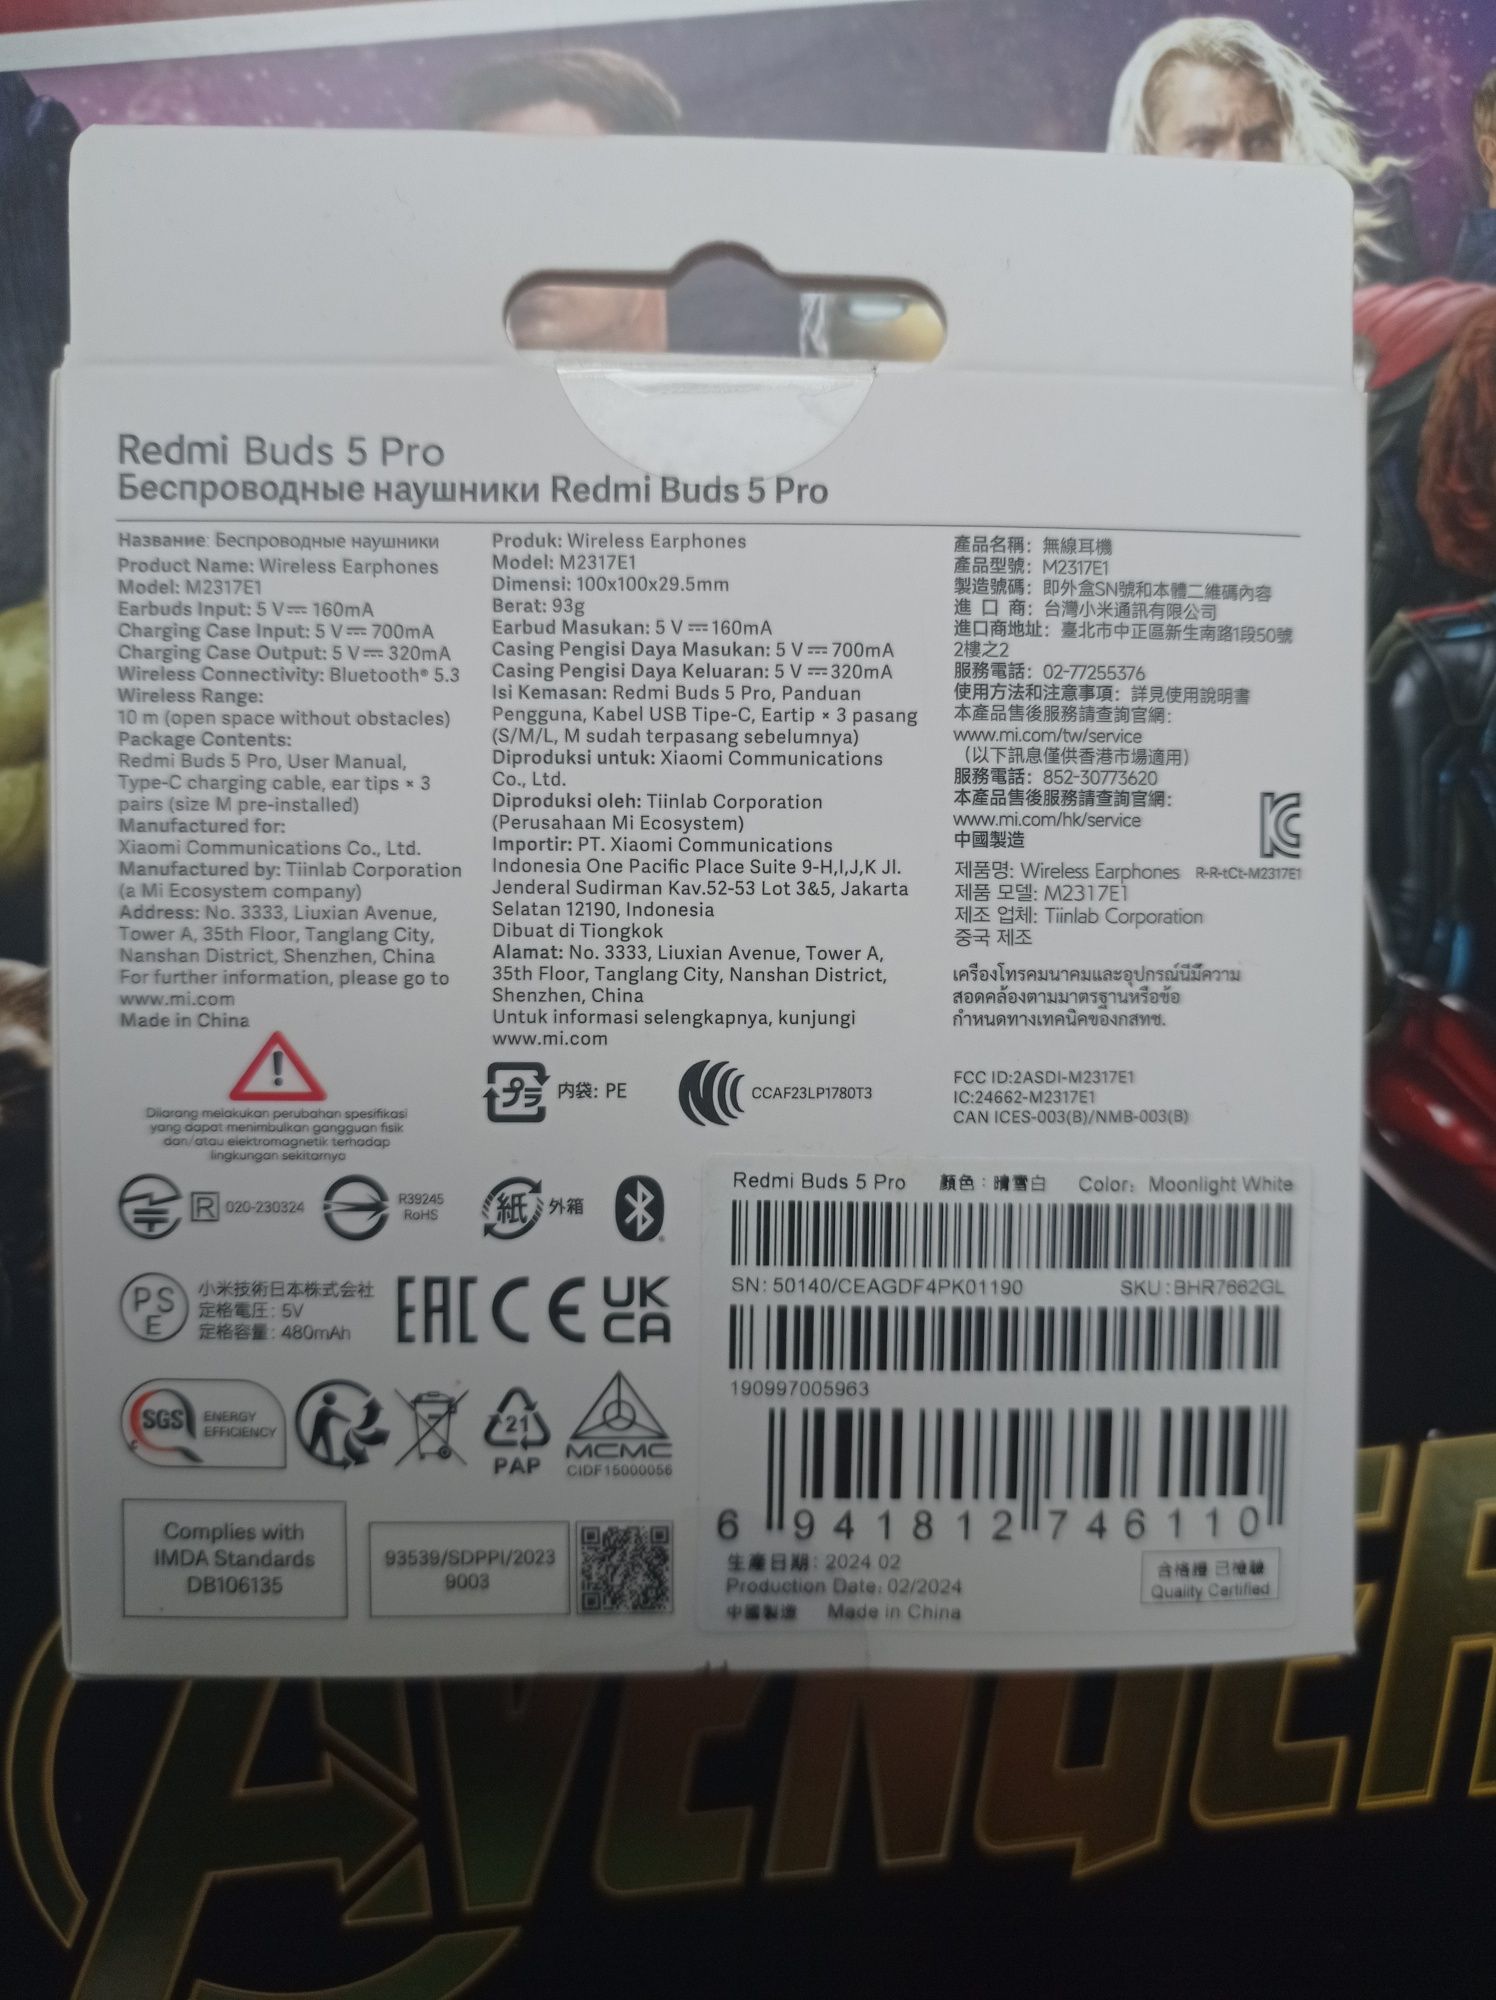 Redmi Buds 5 Pro
Беспроводные наушники Redmi Buds 5 Pro
Название: Беспроводные наушники
Product Name: Wireless Earphones
Model: M2317E1
Earbuds Input: 5 V⎓160mA
Charging Case Input: 5 V⎓700mA
Charging Case Output: 5 V⎓320mA
Wireless Connectivity: Bluetooth® 5.3
Wireless Range:
10 m (open space without obstacles)
Package Contents:
Redmi Buds 5 Pro, User Manual,
Type-C charging cable, ear tips × 3
pairs (size M pre-installed)
Manufactured for:
Xiaomi Communications Co., Ltd.
Manufactured by: Tiinlab Corporation
(a Mi Ecosystem company)
Address: No. 3333, Liuxian Avenue,
Tower A, 35th Floor, Tanglang City,
Nanshan District, Shenzhen, China
For further information, please go to
www.mi.com
Made in China
Dilarang melakukan perubahan spesifikasi
yang dapat menimbulkan gangguan fisik
dan/atau elektromagnetik terhadap
lingkungan sekitarnya
Produk: Wireless Earphones
Model: M2317E1
Dimensi: 100x100x29.5mm
Berat: 93g
Earbud Masukan: 5 V⎓160mA
Casing Pengisi Daya Masukan: 5 V⎓700mA
Casing Pengisi Daya Keluaran: 5 V⎓320mA
Isi Kemasan: Redmi Buds 5 Pro, Panduan
Pengguna, Kabel USB Tipe-C, Eartip × 3 pasang
(S/M/L, M sudah terpasang sebelumnya)
Diproduksi untuk: Xiaomi Communications
Co., Ltd.
Diproduksi oleh: Tiinlab Corporation
(Perusahaan Mi Ecosystem)
Importir: PT. Xiaomi Communications
Indonesia One Pacific Place Suite 9-H,I,J,K Jl.
Jenderal Sudirman Kav.52-53 Lot 3&5, Jakarta
Selatan 12190, Indonesia
Dibuat di Tiongkok
Alamat: No. 3333, Liuxian Avenue, Tower A,
35th Floor, Tanglang City, Nanshan District,
Shenzhen, China
Untuk informasi selengkapnya, kunjungi
www.mi.com
プラ 内袋: PE
CCAF23LP1780T3
產品名稱：無線耳機
產品型號：M2317E1
製造號碼：即外盒SN號和本體二維碼內容
進 口 商：台灣小米通訊有限公司
進口商地址：臺北市中正區新生南路1段50號
2樓之2
服務電話：02-77255376
使用方法和注意事項：詳見使用說明書
本產品售後服務請查詢官網：
www.mi.com/tw/service
（以下訊息僅供香港市場適用）
服務電話：852-30773620
本產品售後服務請查詢官網：
www.mi.com/hk/service
中國製造
제품명: Wireless Earphones R-R-tCt-M2317E1
제품 모델: M2317E1
제조 업체: Tiinlab Corporation
중국 제조
เครื่องโทรคมนาคมและอุปกรณ์นี้มีความ
สอดคล้องตามมาตรฐานหรือข้อ
กำหนดทางเทคนิคของกสทช.
FCC ID:2ASDI-M2317E1
IC:24662-M2317E1
CAN ICES-003(B)/NMB-003(B)
R 020-230324
R39245
RoHS
紙 外箱
PS
E
小米技術日本株式会社
定格電圧: 5V
定格容量: 480mAh
EAC CE UK
CA
SGS ENERGY
EFFICIENCY
21
PAP
MCMC
CIDF15000056
Complies with
IMDA Standards
DB106135
93539/SDPPI/2023
9003
Redmi Buds 5 Pro 顏色：晴雪白 Color: Moonlight White
SN: 50140/CEAGDF4PK01190 SKU:BHR7662GL
190997005963
6 941812 746110
生產日期: 2024 02
Production Date: 02/2024
中國製造 Made in China
合格證 已檢驗
Quality Certified
AVENGER